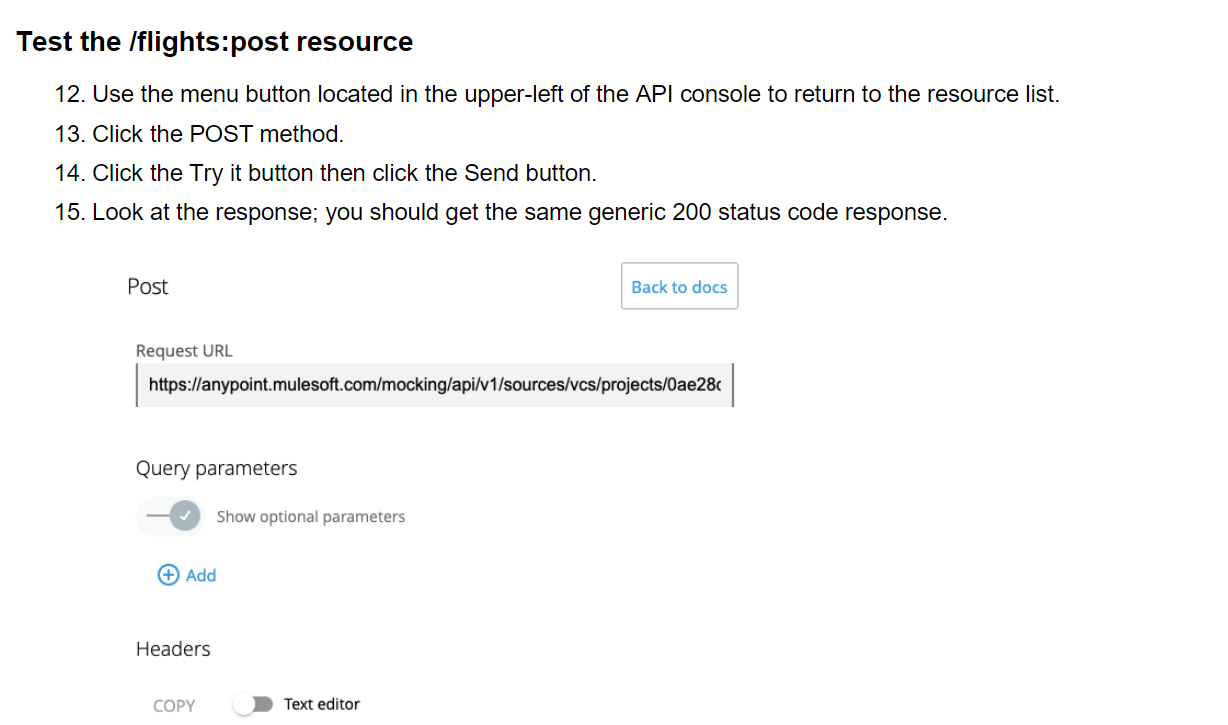 Test the /flights:post resource
12. Use the menu button located in the upper-left of the API console to return to the resource list.
13. Click the POST method.
14. Click the Try it button then click the Send button.
15. Look at the response; you should get the same generic 200 status code response.
Post
Back to docs
Request URL
https://anypoint.mulesoft.com/mocking/api/v1/sources/vcs/projects/0ae28
Query parameters
Show optional parameters
Add
Headers
COPY
Text editor